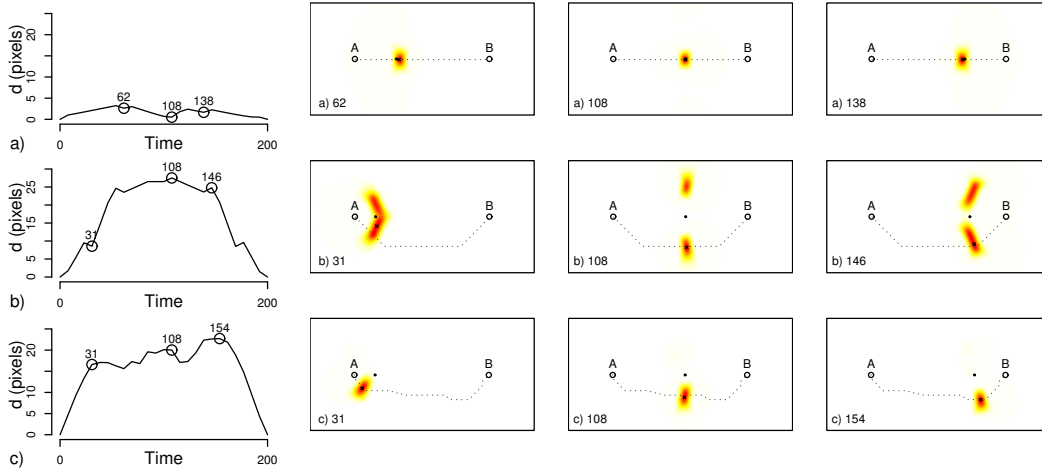 d (pixels)
0 5 10 15 20
62
108
138
0 200
Time
a)
A B
a) 62
A B
a) 108
A B
a) 138
d (pixels)
0 5 10 15 25
31
108
146
0 200
Time
b)
A B
b) 31
A B
b) 108
A B
b) 146
d (pixels)
0 5 10 20
31
108
154
0 200
Time
c)
A B
c) 31
A B
c) 108
A B
c) 154